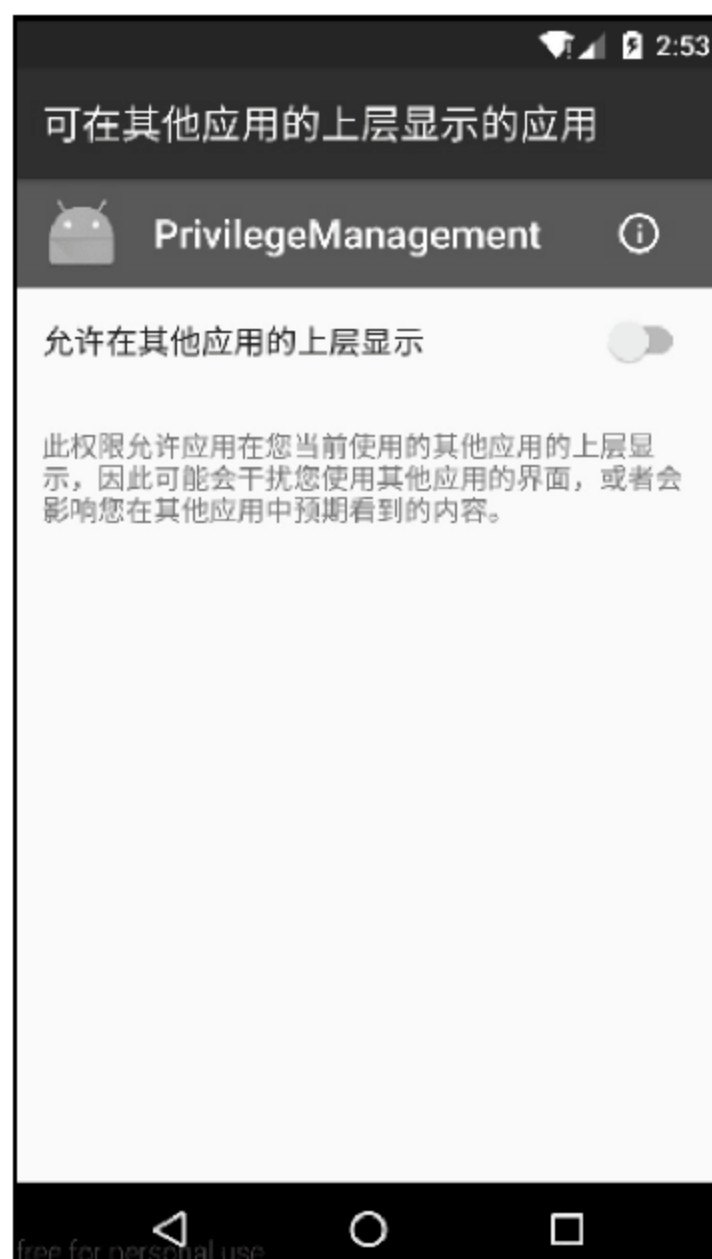 2:53
可在其他应用的上层显示的应用
PrivilegeManagement
允许在其他应用的上层显示
此权限允许应用在您当前使用的其他应用的上层显
示，因此可能会干扰您使用其他应用的界面，或者会
影响您在其他应用中预期看到的内容。
free for personal use